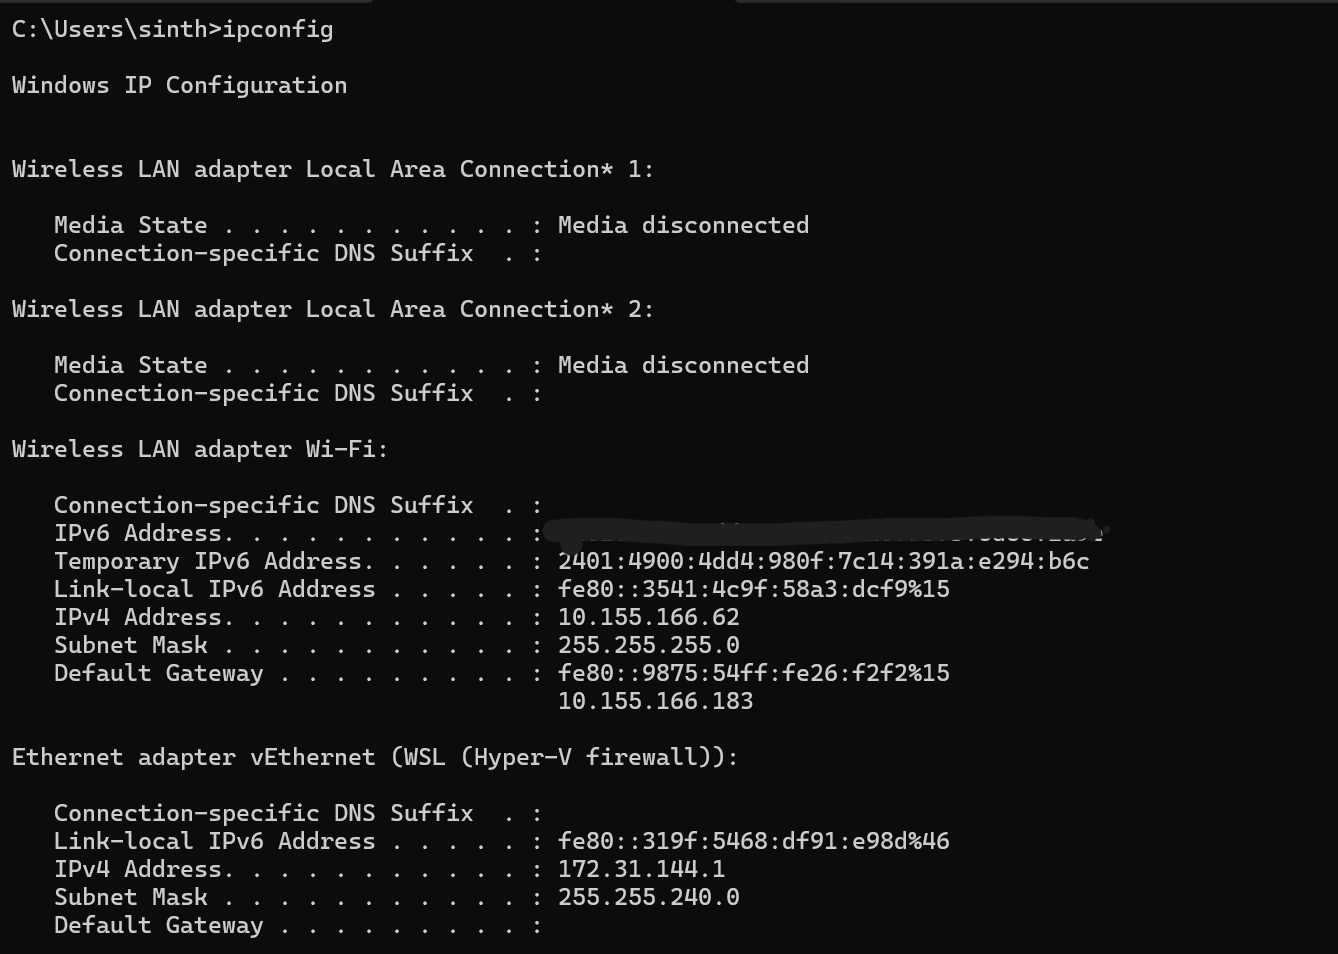 C:\Users\sinth>ipconfig
Windows IP Configuration
Wireless LAN adapter Local Area Connection* 1:
Media State . . . . . . . . . . . : Media disconnected
Connection-specific DNS Suffix  . :
Wireless LAN adapter Local Area Connection* 2:
Media State . . . . . . . . . . . : Media disconnected
Connection-specific DNS Suffix  . :
Wireless LAN adapter Wi-Fi:
Connection-specific DNS Suffix  . :
IPv6 Address. . . . . . . . . . . :
Temporary IPv6 Address. . . . . . : 2401:4900:4dd4:980f:7c14:391a:e294:b6c
Link-local IPv6 Address . . . . . : fe80::3541:4c9f:58a3:dcf9%15
IPv4 Address. . . . . . . . . . . : 10.155.166.62
Subnet Mask . . . . . . . . . . . : 255.255.255.0
Default Gateway . . . . . . . . . : fe80::9875:54ff:fe26:f2f2%15
10.155.166.183
Ethernet adapter vEthernet (WSL (Hyper-V firewall)):
Connection-specific DNS Suffix  . :
Link-local IPv6 Address . . . . . : fe80::319f:5468:df91:e98d%46
IPv4 Address. . . . . . . . . . . : 172.31.144.1
Subnet Mask . . . . . . . . . . . : 255.255.240.0
Default Gateway . . . . . . . . . :